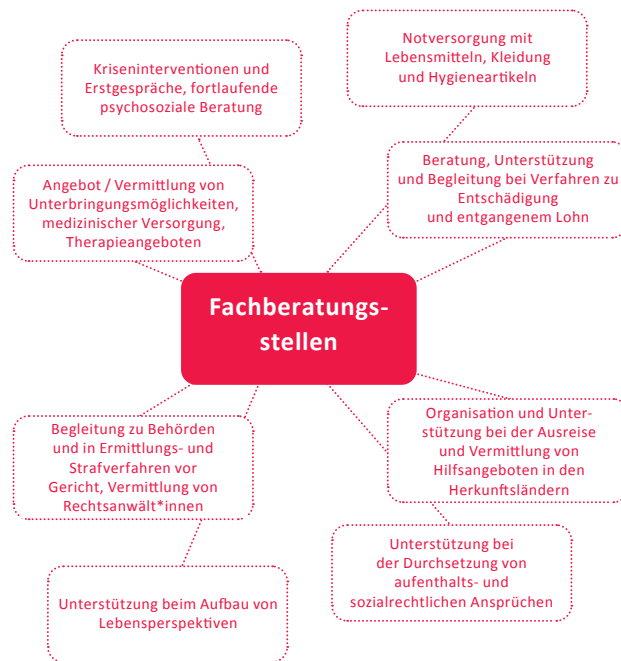 Notversorgung mit
Lebensmitteln, Kleidung
und Hygieneartikeln
Kriseninterventionen und
Erstgespräche, fortlaufende
psychosoziale Beratung
Beratung, Unterstützung
und Begleitung bei Verfahren zu
Entschädigung
und entgangenem Lohn
Angebot / Vermittlung von
Unterbringungsmöglichkeiten,
medizinischer Versorgung,
Therapieangeboten
Fachberatungs-
stellen
Organisation und Unter-
stützung bei der Ausreise
und Vermittlung von
Hilfsangeboten in den
Herkunftsländern
Begleitung zu Behörden
und in Ermittlungs- und
Strafverfahren vor
Gericht, Vermittlung von
Rechtsanwält*innen
Unterstützung bei
der Durchsetzung von
aufenthalts- und
sozialrechtlichen Ansprüchen
Unterstützung beim Aufbau von
Lebensperspektiven